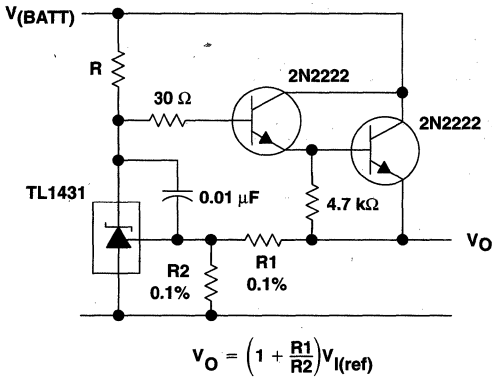 V(BATT)
R
30 Ω
2N2222
2N2222
TL1431
0.01 μF
4.7 kΩ
R2
0.1%
R1
0.1%
VO
VO = (1 + R1/R2)VI(ref)